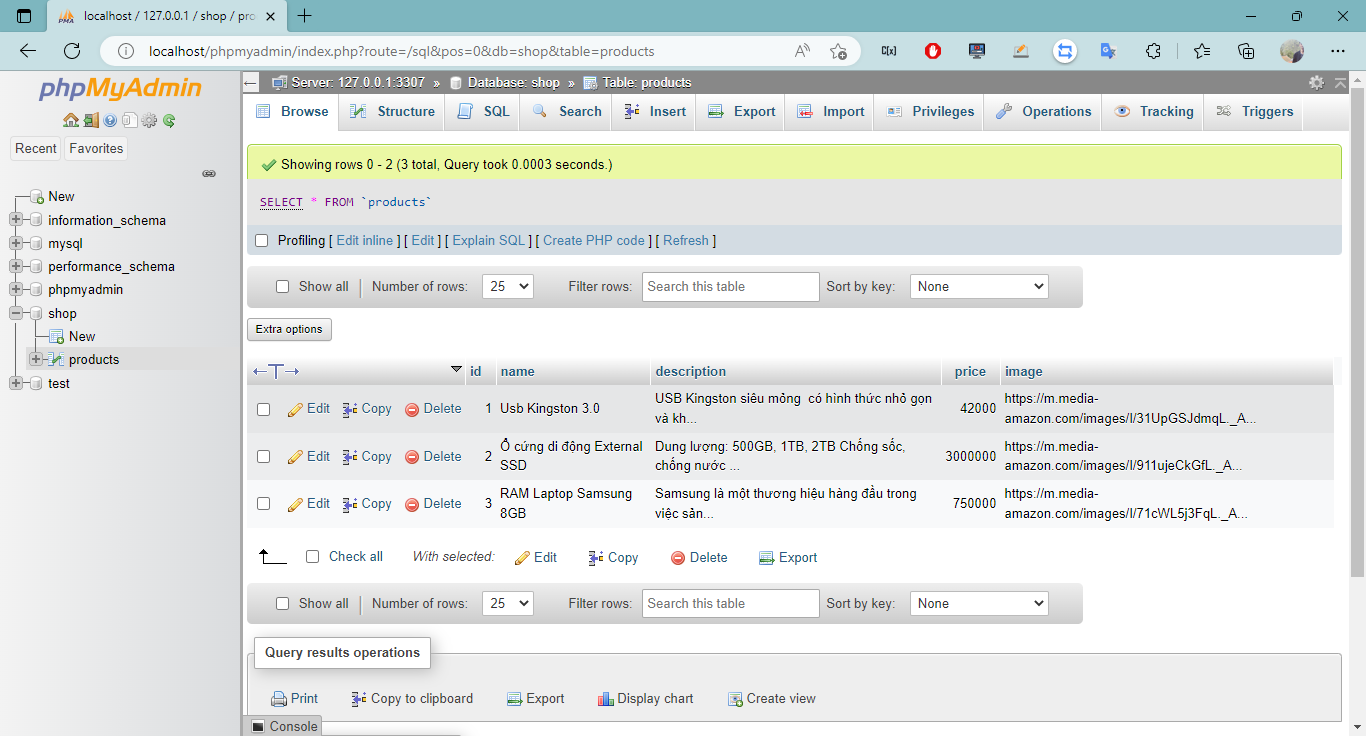 localhost / 127.0.0.1 / shop / pro
localhost/phpmyadmin/index.php?route=/sql&pos=0&db=shop&table=products
phpMyAdmin
Recent Favorites
New
information_schema
mysql
performance_schema
phpmyadmin
shop
New
products
test
Server: 127.0.0.1:3307 » Database: shop » Table: products
Browse Structure SQL Search Insert Export Import Privileges Operations Tracking Triggers
Showing rows 0 - 2 (3 total, Query took 0.0003 seconds.)
SELECT * FROM `products`
Profiling [ Edit inline ] [ Edit ] [ Explain SQL ] [ Create PHP code ] [ Refresh ]
Show all Number of rows: 25 Filter rows: Search this table Sort by key: None
Extra options
id name description price image
Edit Copy Delete 1 Usb Kingston 3.0 USB Kingston siêu mỏng có hình thức nhỏ gọn 42000 https://m.media-
và kh... amazon.com/images/I/31UpGSJdmqL._A...
Edit Copy Delete 2 Ổ cứng di động External Dung lượng: 500GB, 1TB, 2TB Chống sốc, 3000000 https://m.media-
SSD chống nước ... amazon.com/images/I/911ujeCkGfL._A...
Edit Copy Delete 3 RAM Laptop Samsung Samsung là một thương hiệu hàng đầu trong 750000 https://m.media-
8GB việc sản... amazon.com/images/I/71cWL5j3FqL._A...
Check all With selected: Edit Copy Delete Export
Show all Number of rows: 25 Filter rows: Search this table Sort by key: None
Query results operations
Print Copy to clipboard Export Display chart Create view
Console